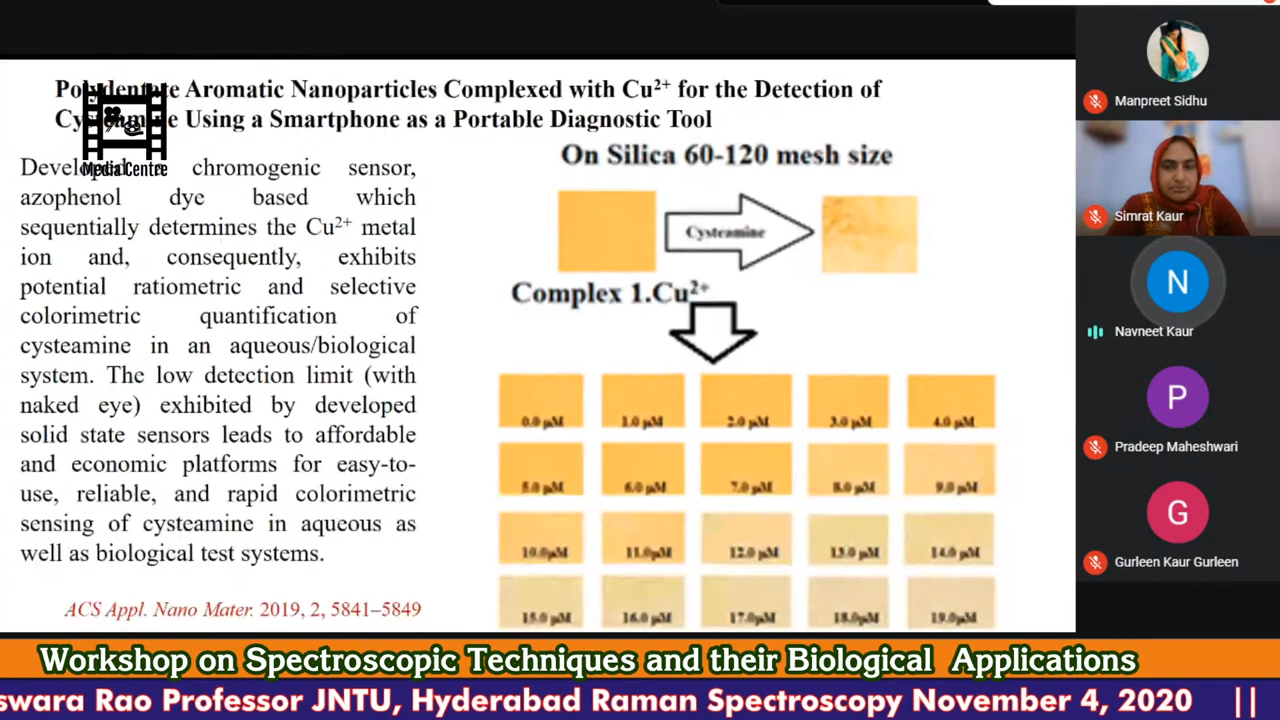 Aromatic Nanoparticles Complexed with Cu²⁺ for the Detection of
Using a Smartphone as a Portable Diagnostic Tool
Media Centre
chromogenic sensor,
azophenol dye based which
sequentially determines the Cu²⁺ metal
ion and, consequently, exhibits
potential ratiometric and selective
colorimetric quantification of
cysteamine in an aqueous/biological
system. The low detection limit (with
naked eye) exhibited by developed
solid state sensors leads to affordable
and economic platforms for easy-to-
use, reliable, and rapid colorimetric
sensing of cysteamine in aqueous as
well as biological test systems.
ACS Appl. Nano Mater. 2019, 2, 5841–5849
On Silica 60-120 mesh size
Cysteamine
Complex 1.Cu²⁺
0.0 µM 1.0 µM 2.0 µM 3.0 µM 4.0 µM
5.0 µM 6.0 µM 7.0 µM 8.0 µM 9.0 µM
10.0µM 11.0µM 12.0 µM 13.0 µM 14.0 µM
15.0 µM 16.0 µM 17.0µM 18.0µM 19.0µM
Manpreet Sidhu
Simrat Kaur
N
Navneet Kaur
P
Pradeep Maheshwari
G
Gurleen Kaur Gurleen
Workshop on Spectroscopic Techniques and their Biological Applications
swara Rao Professor JNTU, Hyderabad Raman Spectroscopy November 4, 2020 ||